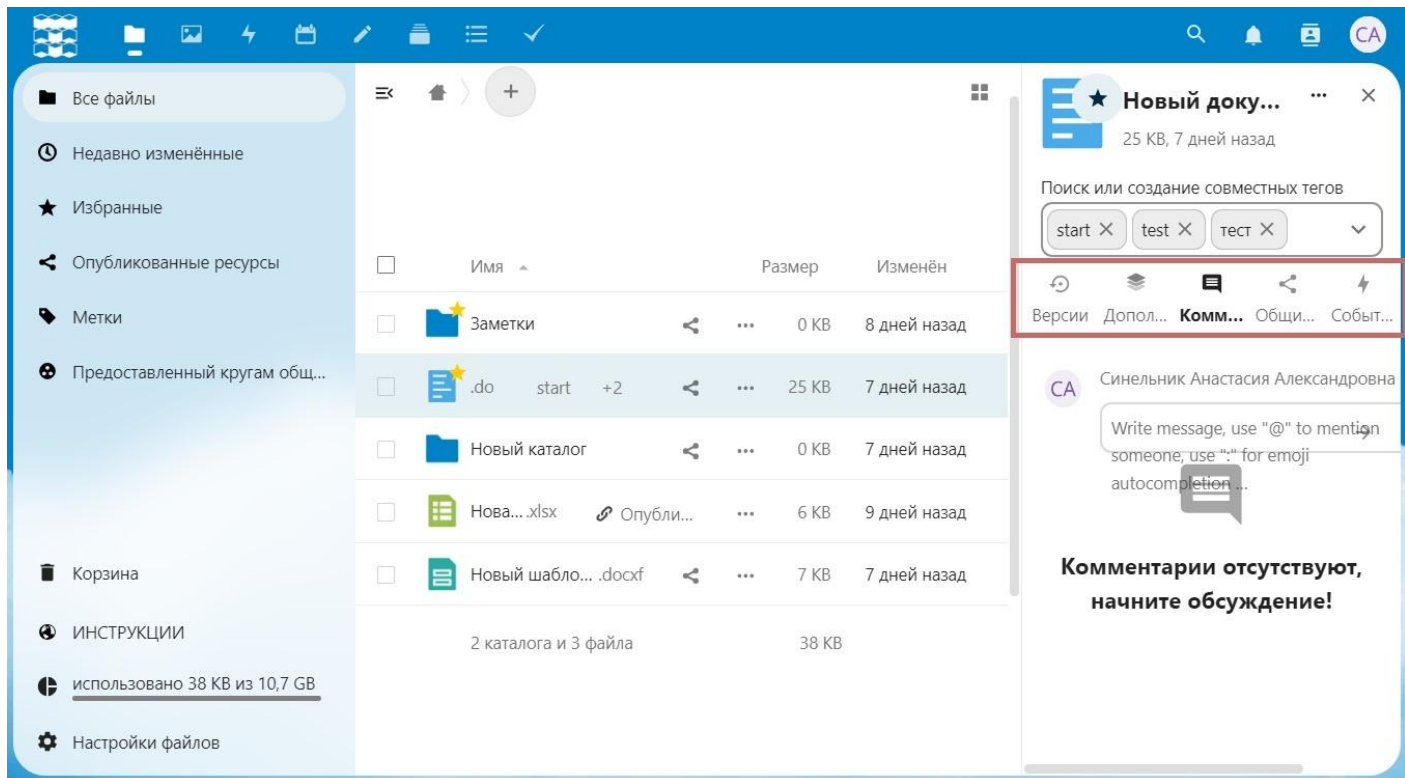 CA
Все файлы
Недавно изменённые
Избранные
Опубликованные ресурсы
Метки
Предоставленный кругам общ...
Корзина
ИНСТРУКЦИИ
использовано 38 KB из 10,7 GB
Настройки файлов
Имя Размер Изменён
Заметки 0 KB 8 дней назад
.do start +2 25 KB 7 дней назад
Новый каталог 0 KB 7 дней назад
Нова... .xlsx Опубли... 6 KB 9 дней назад
Новый шабло... .docxf 7 KB 7 дней назад
2 каталога и 3 файла 38 KB
Новый доку...
25 KB, 7 дней назад
Поиск или создание совместных тегов
start test тест
Версии Допол... Комм... Общи... Событ...
CA Синельник Анастасия Александровна
Write message, use "@" to mention
someone, use ":" for emoji
autocompletion ...
Комментарии отсутствуют,
начните обсуждение!